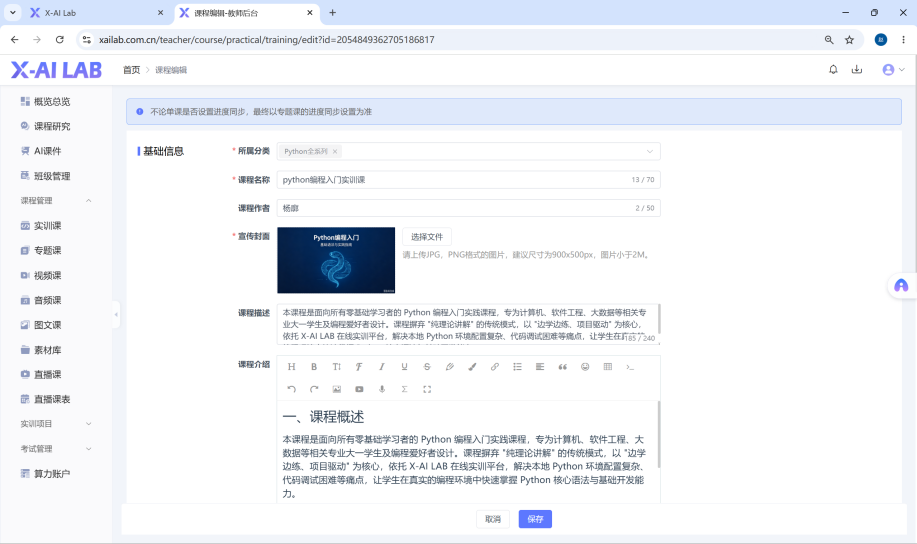 X-AI Lab
课程编辑-教师后台
xailab.com.cn/teacher/course/practical/training/edit?id=2054849362705186817
X-AI LAB
首页 > 课程编辑
概览总览
课程研究
AI课件
班级管理
课程管理
实训课
专题课
视频课
音频课
图文课
素材库
直播课
直播课表
实训项目
考试管理
算力账户
不论单课是否设置进度同步，最终以专题课的进度同步设置为准
基础信息
* 所属分类
Python全系列 ×
* 课程名称
python编程入门实训课
13 / 70
课程作者
杨廓
2 / 50
* 宣传封面
Python编程入门
选择文件
请上传JPG，PNG格式的图片，建议尺寸为900x500px，图片小于2M。
课程描述
本课程是面向所有零基础学习者的 Python 编程入门实践课程，专为计算机、软件工程、大数据等相关专
业大一学生及编程爱好者设计。课程摒弃 "纯理论讲解" 的传统模式，以 "边学边练、项目驱动" 为核心，
依托 X-AI LAB 在线实训平台，解决本地 Python 环境配置复杂、代码调试困难等痛点，让学生在真实的
/ 240
课程介绍
一、课程概述
本课程是面向所有零基础学习者的 Python 编程入门实践课程，专为计算机、软件工程、大
数据等相关专业大一学生及编程爱好者设计。课程摒弃 "纯理论讲解" 的传统模式，以 "边学
边练、项目驱动" 为核心，依托 X-AI LAB 在线实训平台，解决本地 Python 环境配置复杂、
代码调试困难等痛点，让学生在真实的编程环境中快速掌握 Python 核心语法与基础开发能
力。
取消
保存